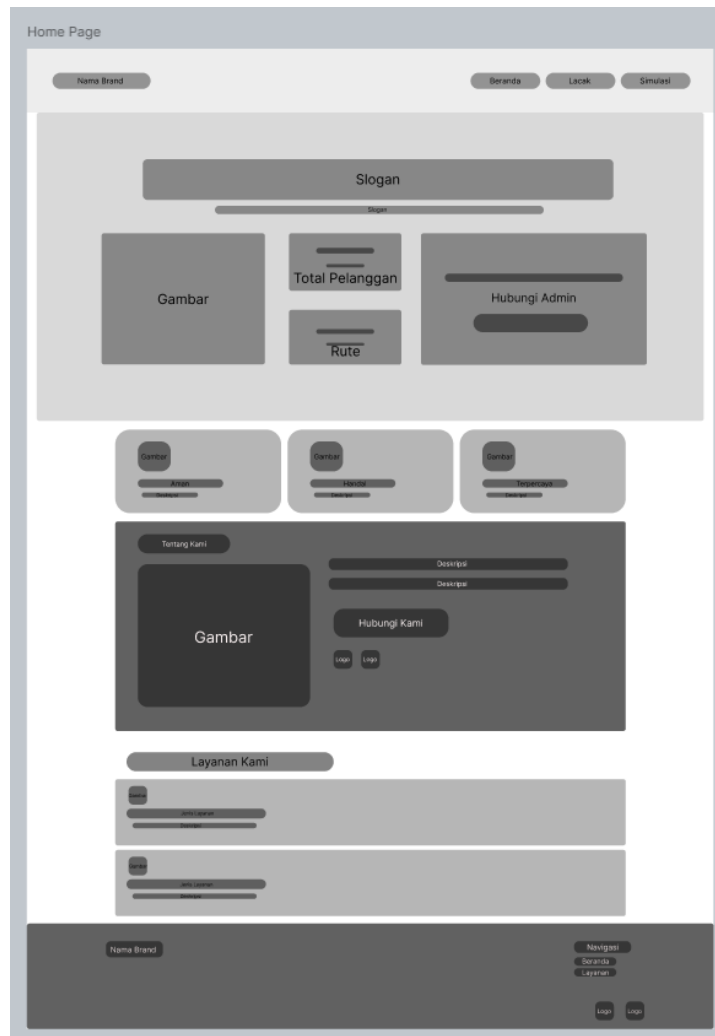 Home Page
Nama Brand
Beranda
Lacak
Simulasi
Slogan
Slogan
Gambar
Total Pelanggan
Rute
Hubungi Admin
Gambar
Aman
Deskripsi
Gambar
Handal
Deskripsi
Gambar
Terpercaya
Deskripsi
Tentang Kami
Gambar
Deskripsi
Deskripsi
Hubungi Kami
Logo
Logo
Layanan Kami
Gambar
Jenis Layanan
Deskripsi
Gambar
Jenis Layanan
Deskripsi
Nama Brand
Navigasi
Beranda
Layanan
Logo
Logo